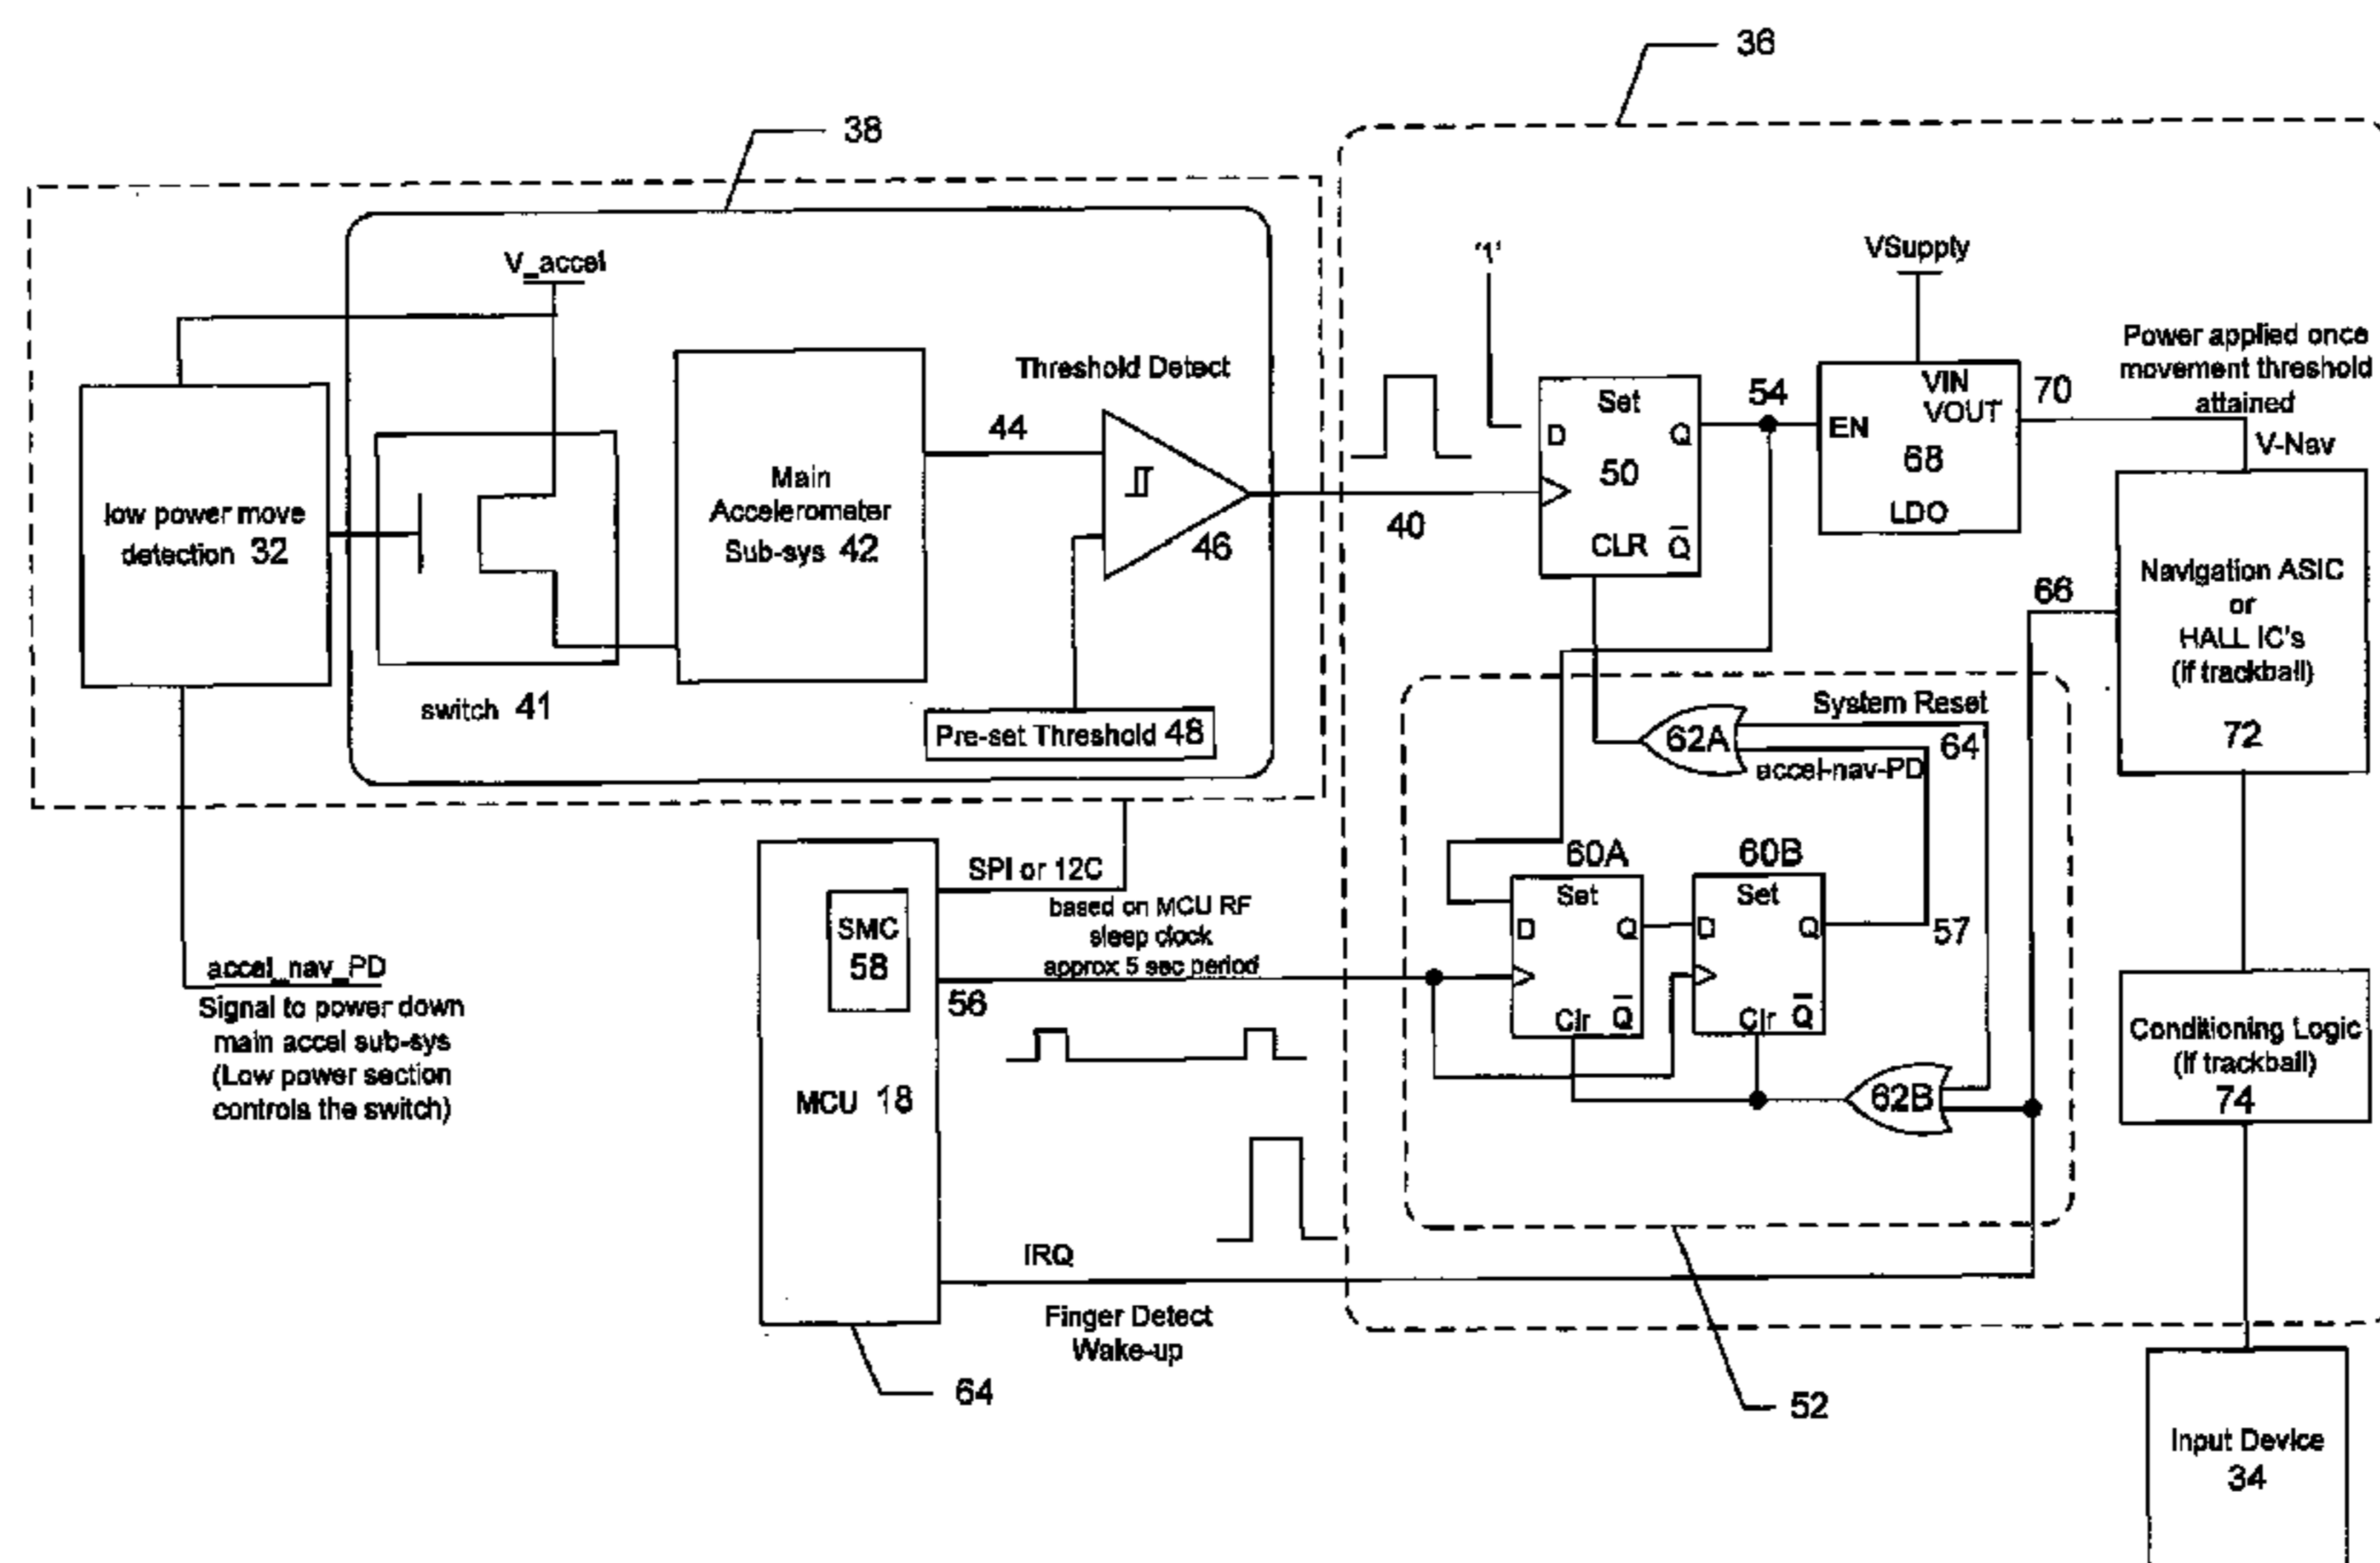 36
38
V_accel
low power move
detection 32
switch 41
Main
Accelerometer
Sub-sys 42
44
Threshold Detect
46
Pre-set Threshold 48
40
'1'
Set
D
Q
50
CLR Q̅
54
VSupply
VIN
VOUT
EN
68
LDO
70
Power applied once
movement threshold
attained
V-Nav
Navigation ASIC
or
HALL IC's
(if trackball)
72
66
System Reset
62A
64
accel-nav-PD
60A
Set
D
Q
Clr Q̅
60B
Set
D
Q
Clr Q̅
57
62B
Conditioning Logic
(if trackball)
74
SPI or 12C
based on MCU RF
sleep clock
approx 5 sec period
SMC
58
56
MCU 18
accel_nav_PD
Signal to power down
main accel sub-sys
(Low power section
controls the switch)
IRQ
Finger Detect
Wake-up
64
52
Input Device
34